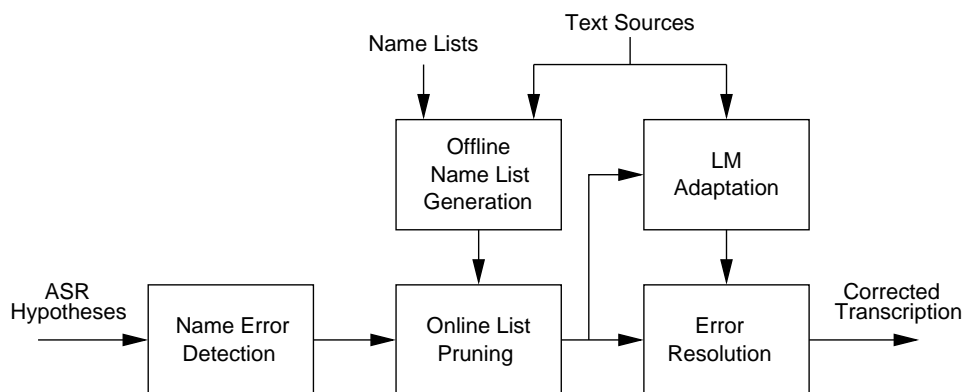 Text Sources
Name Lists
Offline
Name List
Generation
LM
Adaptation
ASR
Hypotheses
Name Error
Detection
Online List
Pruning
Error
Resolution
Corrected
Transcription